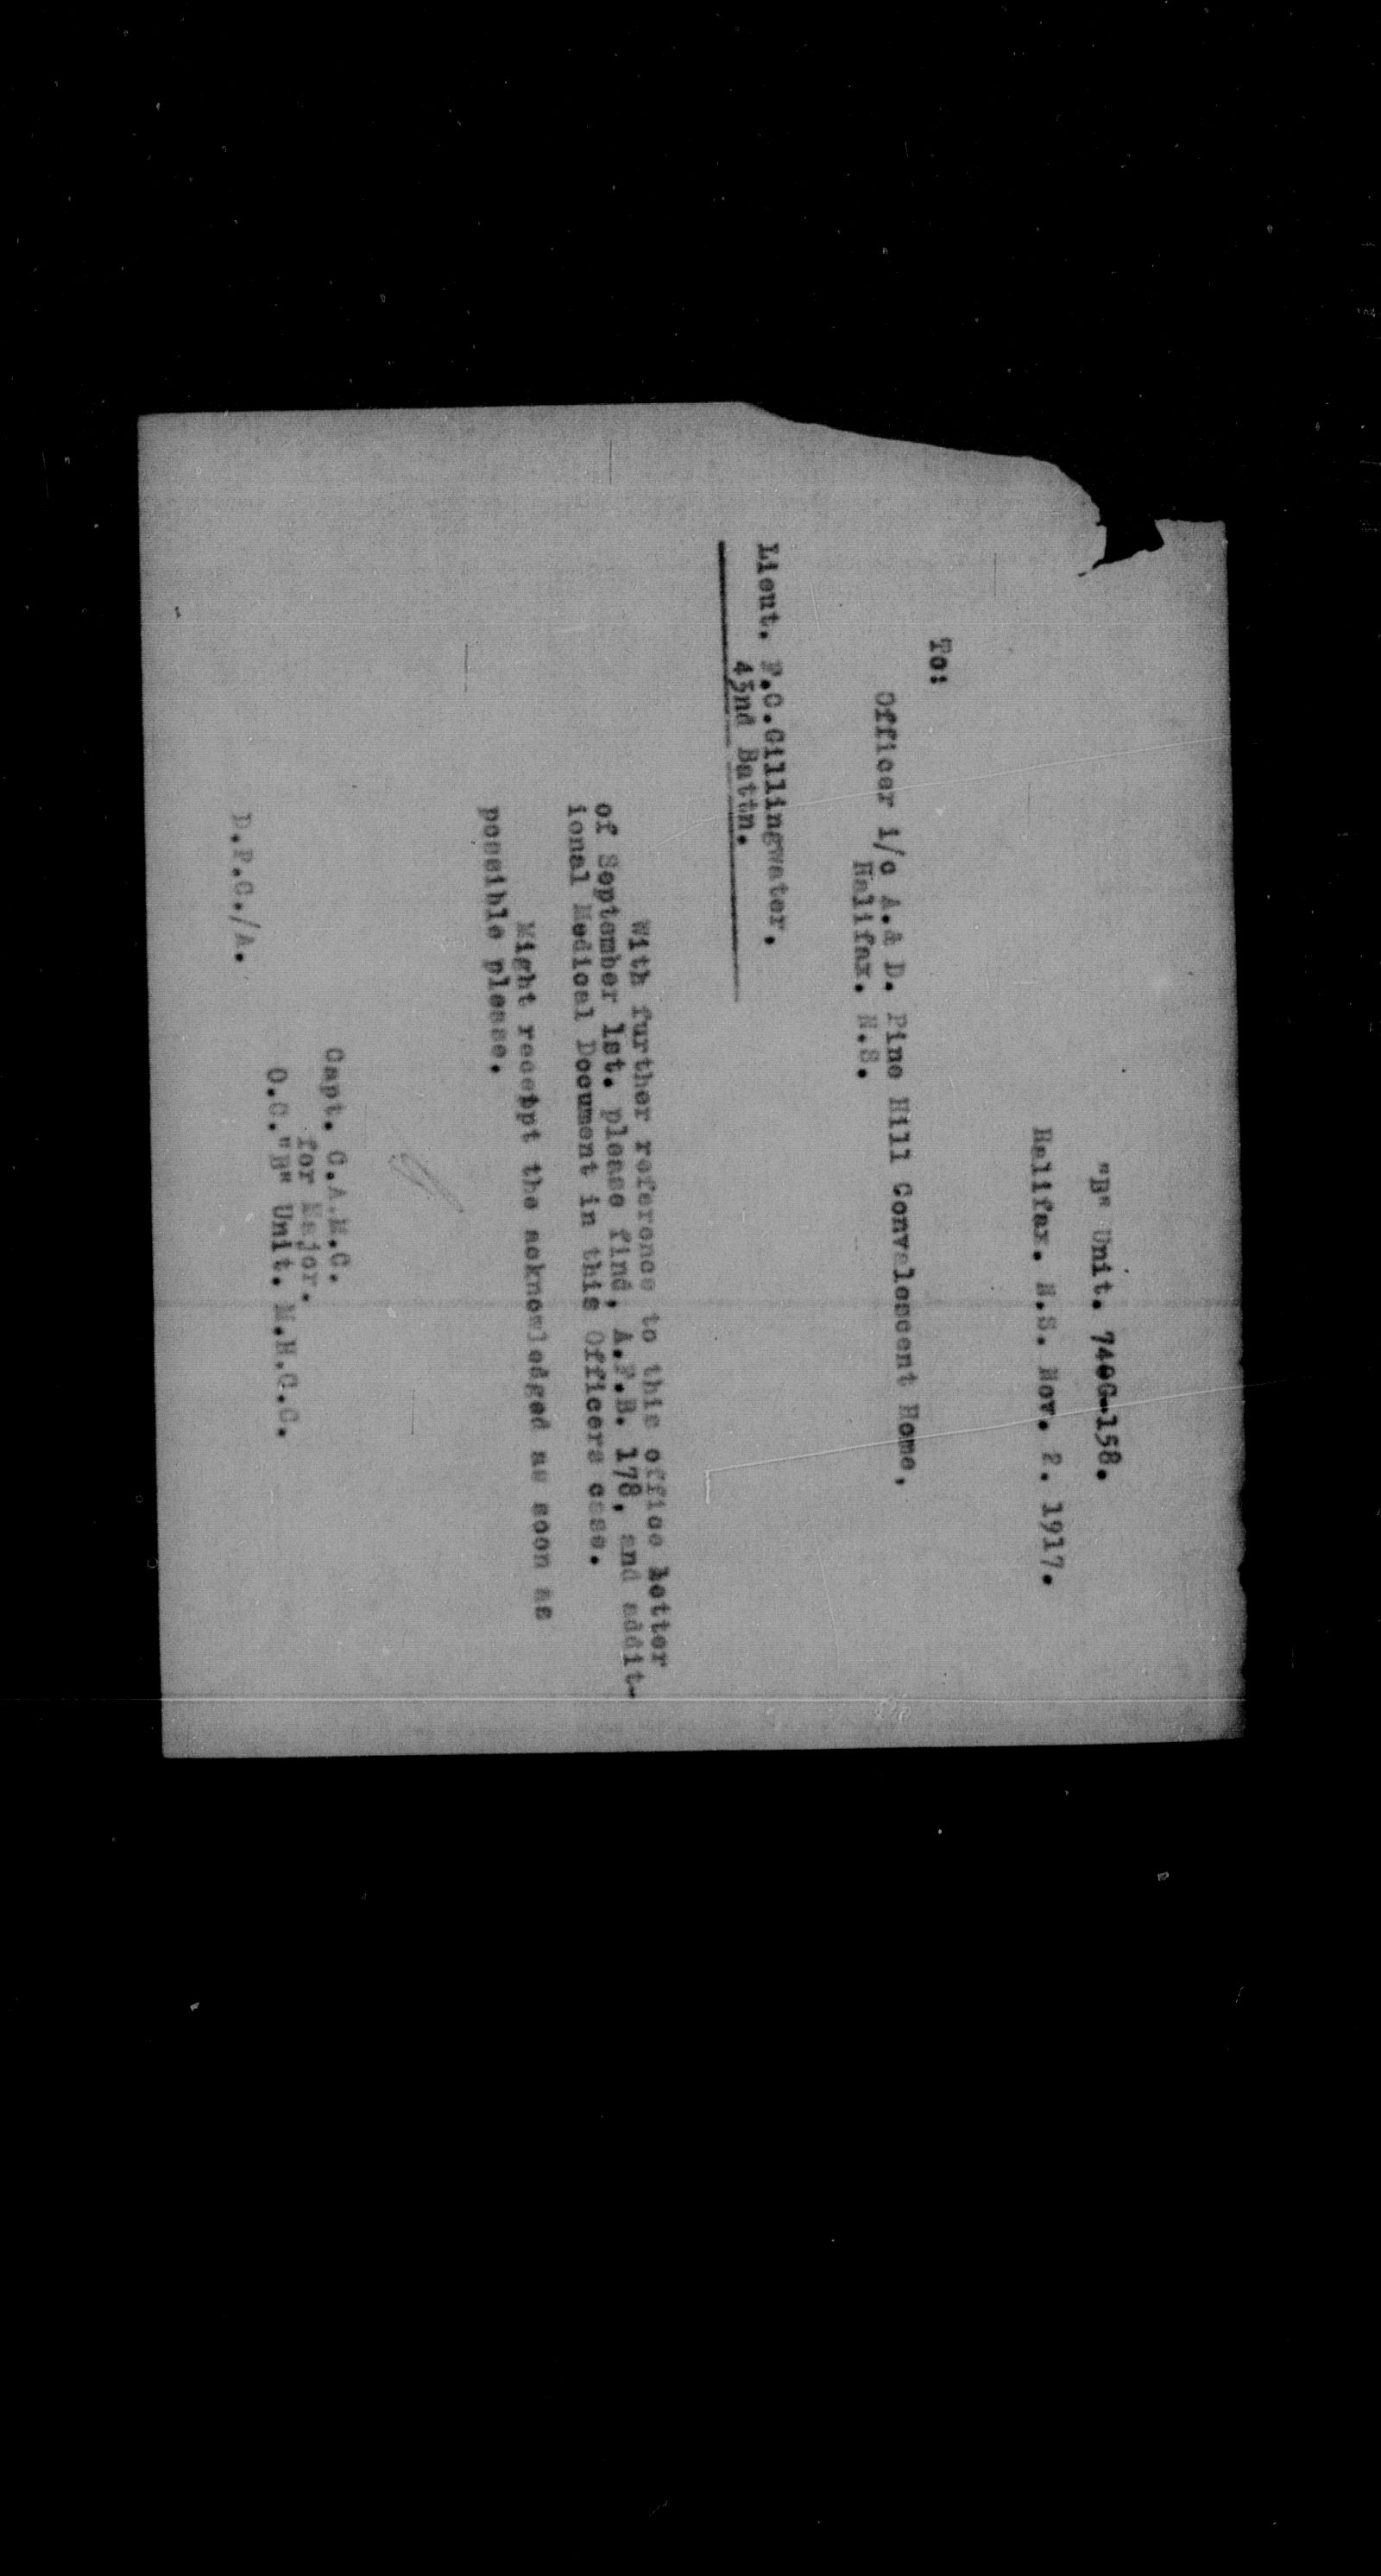 "B" Unit. 740G-158.
Halifax. N.S. Nov. 2. 1917.
To:
Officer i/c A.& D. Pine Hill Convalescent Home,
Halifax. N.S.
Lieut. F.C.Gillingwater.
43nd Battn.
With further reference to this office letter
of September 1st. please find, A.F.B. 178, and addit-
ional Medical Document in this Officers case.
Might receipt the acknowledged as soon as
possible please.
Capt. C.A.M.C.
for Major.
O.C."B" Unit. M.H.C.C.
D.P.C./A.